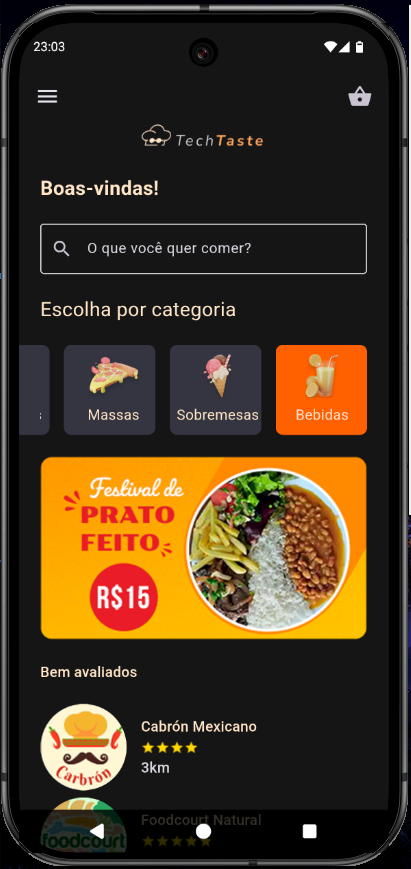 23:03
TechTaste
Boas-vindas!
O que você quer comer?
Escolha por categoria
s Massas Sobremesas Bebidas
Festival de
PRATO
FEITO
R$15
Bem avaliados
Cabrón Mexicano
3km
Carbrón
Foodcourt Natural
foodcourt